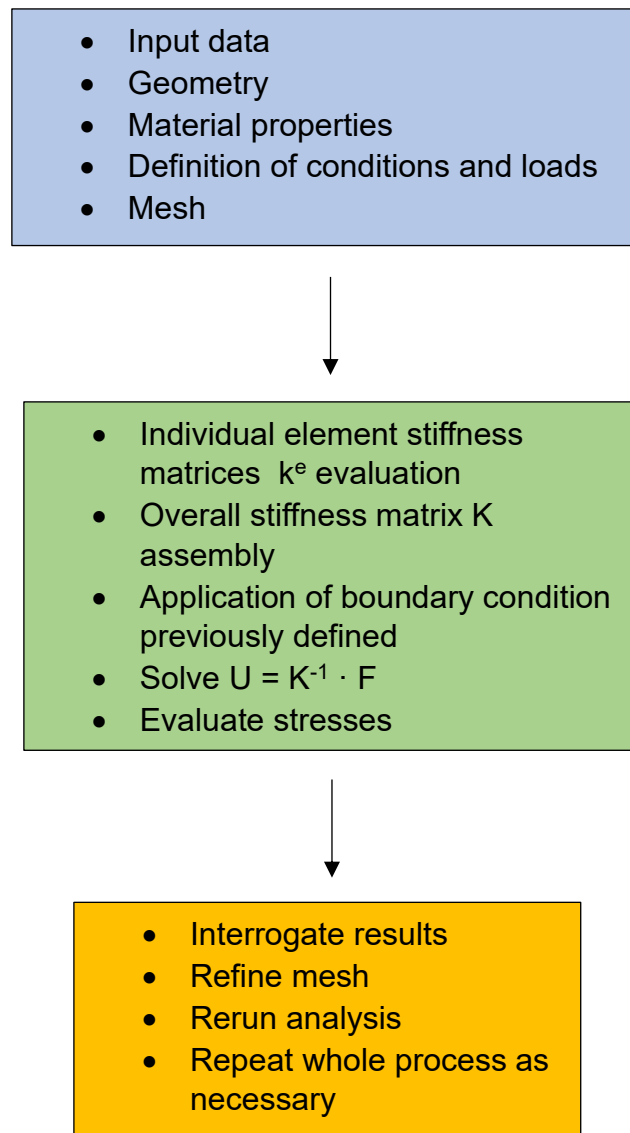 • Input data
• Geometry
• Material properties
• Definition of conditions and loads
• Mesh
• Individual element stiffness
matrices kᵉ evaluation
• Overall stiffness matrix K
assembly
• Application of boundary condition
previously defined
• Solve U = K⁻¹ · F
• Evaluate stresses
• Interrogate results
• Refine mesh
• Rerun analysis
• Repeat whole process as
necessary